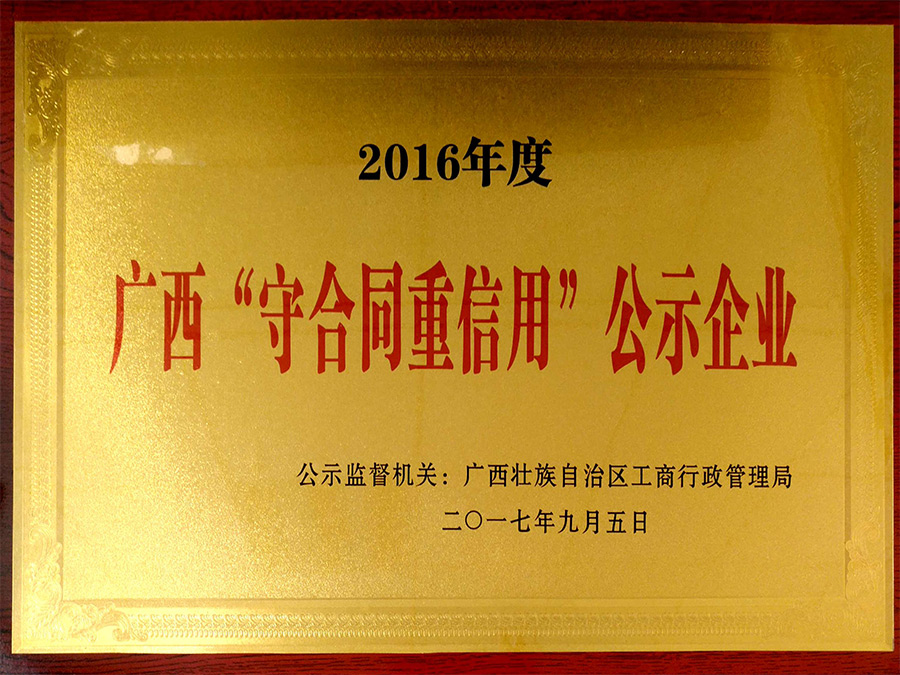 2016年度
广西“守合同重信用”公示企业
公示监督机关：广西壮族自治区工商行政管理局
二〇一七年九月五日